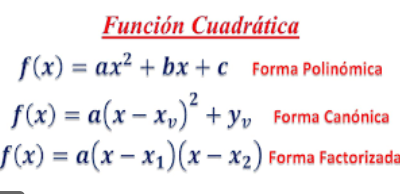 Función Cuadrática
f(x) = ax² + bx + c Forma Polinómica
f(x) = a(x − xᵥ)² + yᵥ Forma Canónica
f(x) = a(x − x₁)(x − x₂) Forma Factorizada